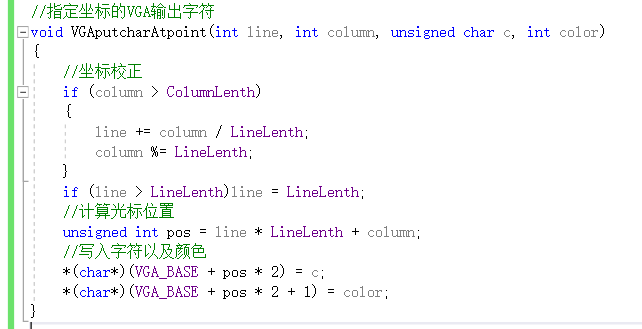 //指定坐标的VGA输出字符
void VGAputcharAtpoint(int line, int column, unsigned char c, int color)
{
//坐标校正
if (column > ColumnLenth)
{
line += column / LineLenth;
column %= LineLenth;
}
if (line > LineLenth)line = LineLenth;
//计算光标位置
unsigned int pos = line * LineLenth + column;
//写入字符以及颜色
*(char*)(VGA_BASE + pos * 2) = c;
*(char*)(VGA_BASE + pos * 2 + 1) = color;
}